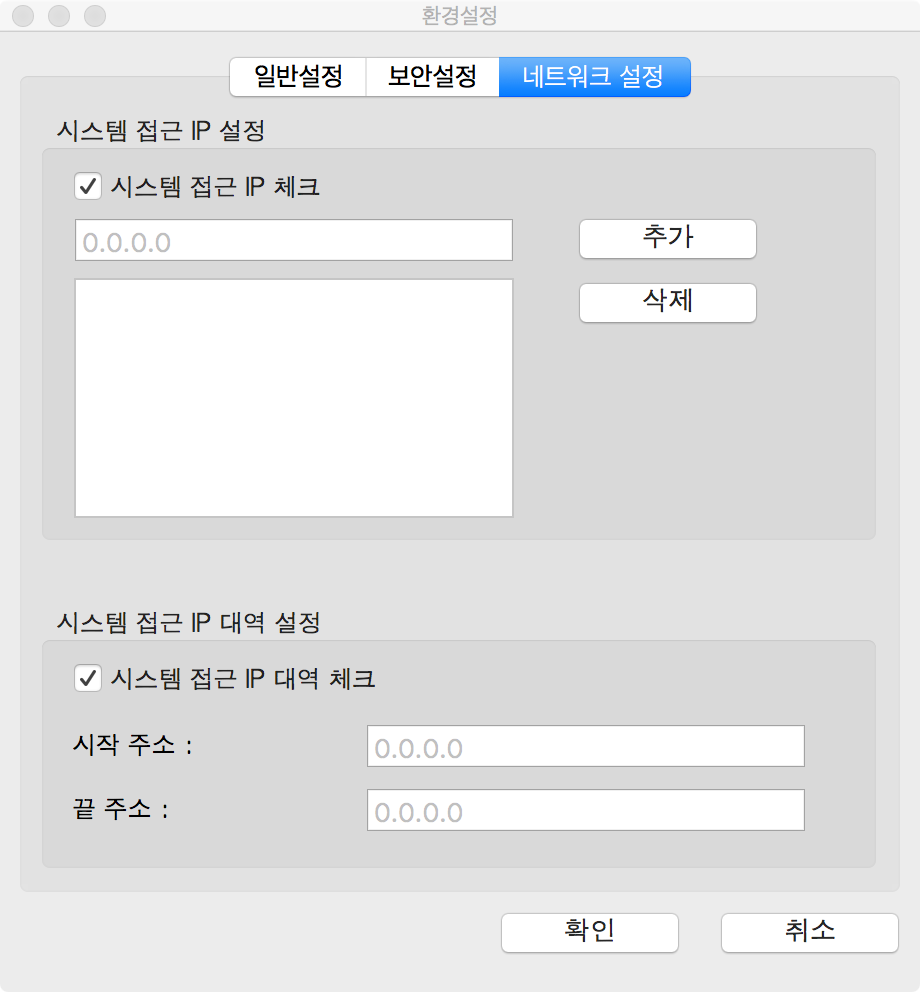 환경설정
일반설정 보안설정 네트워크 설정
시스템 접근 IP 설정
시스템 접근 IP 체크
0.0.0.0 추가
삭제
시스템 접근 IP 대역 설정
시스템 접근 IP 대역 체크
시작 주소 : 0.0.0.0
끝 주소 : 0.0.0.0
확인 취소